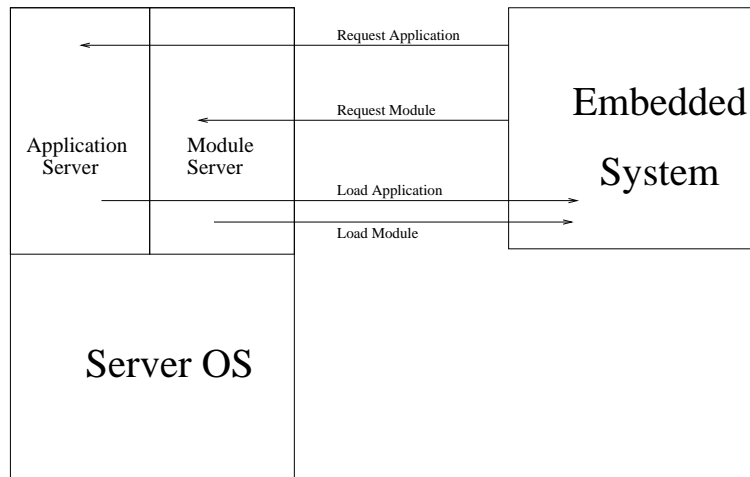 Request Application
Request Module
Embedded
System
Application
Server
Module
Server
Load Application
Load Module
Server OS